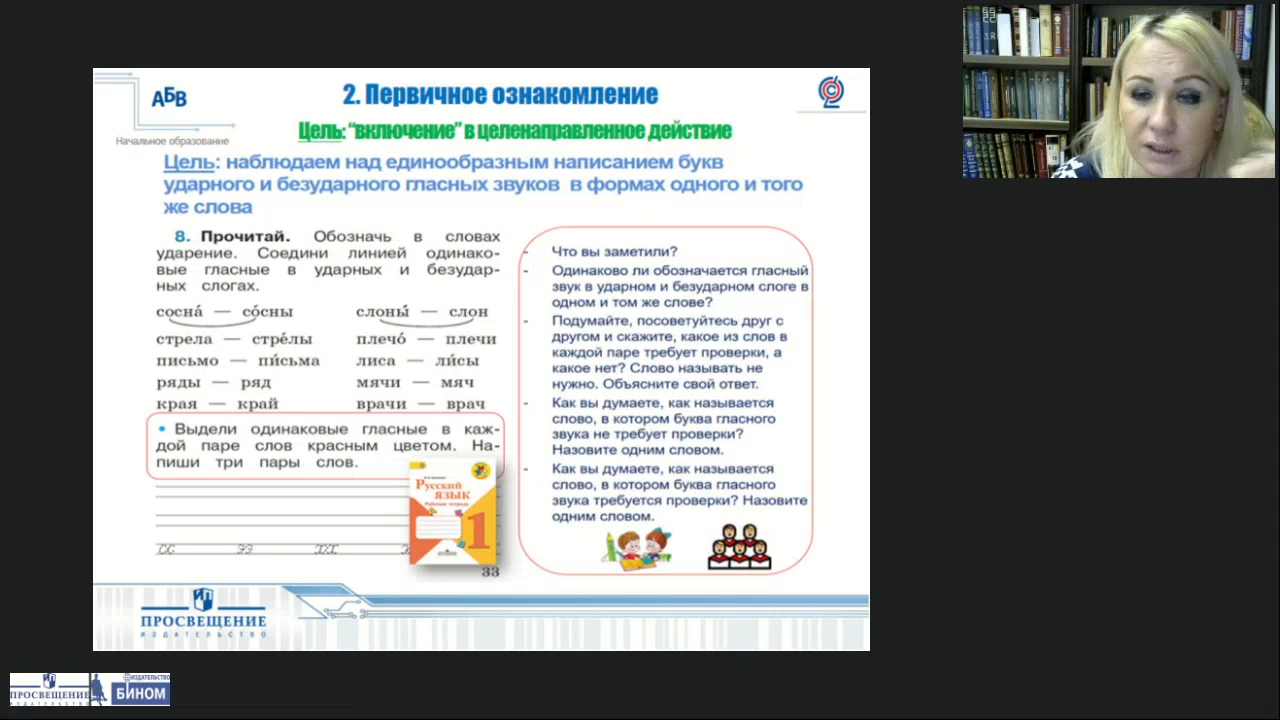 АБВ
Начальное образование
2. Первичное ознакомление
Цель: “включение” в целенаправленное действие
Цель: наблюдаем над единообразным написанием букв
ударного и безударного гласных звуков в формах одного и того
же слова
8. Прочитай. Обозначь в словах
ударение. Соедини линией одинако-
вые гласные в ударных и безудар-
ных слогах.
сосна́ — со́сны
стрела — стре́лы
письмо — пи́сьма
ряды — ряд
края — край
слоны́ — слон
плечо́ — плечи
лиса — ли́сы
мячи — мяч
врачи — врач
• Выдели одинаковые гласные в каж-
дой паре слов красным цветом. На-
пиши три пары слов.
Русский
язык
1
33
- Что вы заметили?
- Одинаково ли обозначается гласный
звук в ударном и безударном слоге в
одном и том же слове?
- Подумайте, посоветуйтесь друг с
другом и скажите, какое из слов в
каждой паре требует проверки, а
какое нет? Слово называть не
нужно. Объясните свой ответ.
- Как вы думаете, как называется
слово, в котором буква гласного
звука не требует проверки?
Назовите одним словом.
- Как вы думаете, как называется
слово, в котором буква гласного
звука требуется проверки? Назовите
одним словом.
ПРОСВЕЩЕНИЕ
ИЗДАТЕЛЬСТВО
ПРОСВЕЩЕНИЕ
ИЗДАТЕЛЬСТВО
ИЗДАТЕЛЬСТВО
БИНОМ